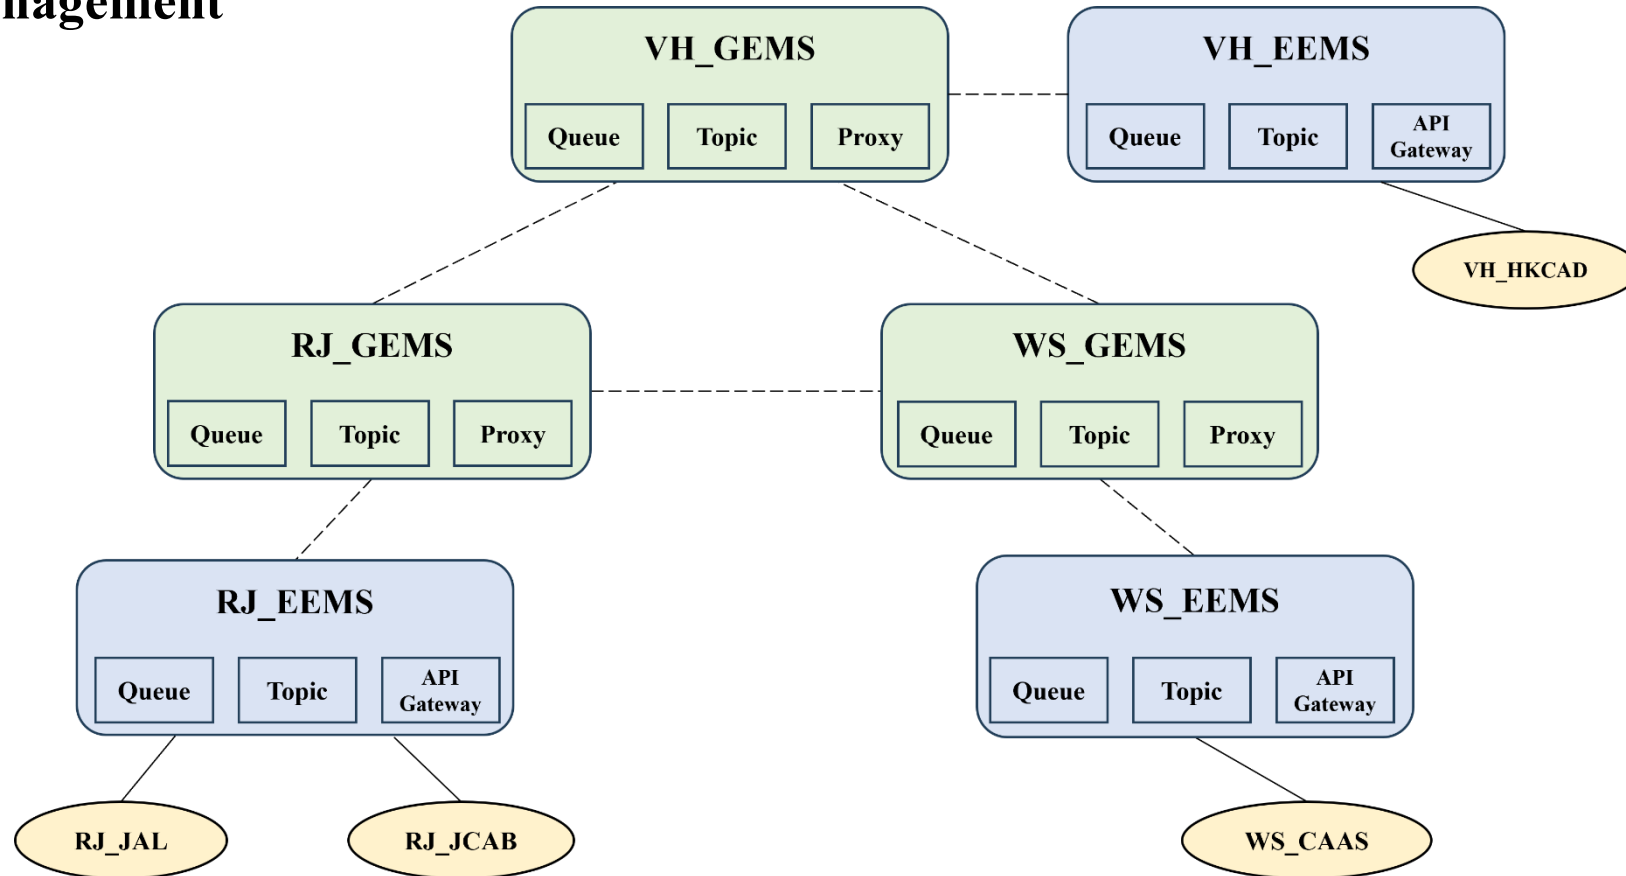 nagement
VH_GEMS
Queue
Topic
Proxy
VH_EEMS
Queue
Topic
API
Gateway
VH_HKCAD
RJ_GEMS
Queue
Topic
Proxy
WS_GEMS
Queue
Topic
Proxy
RJ_EEMS
Queue
Topic
API
Gateway
WS_EEMS
Queue
Topic
API
Gateway
RJ_JAL
RJ_JCAB
WS_CAAS